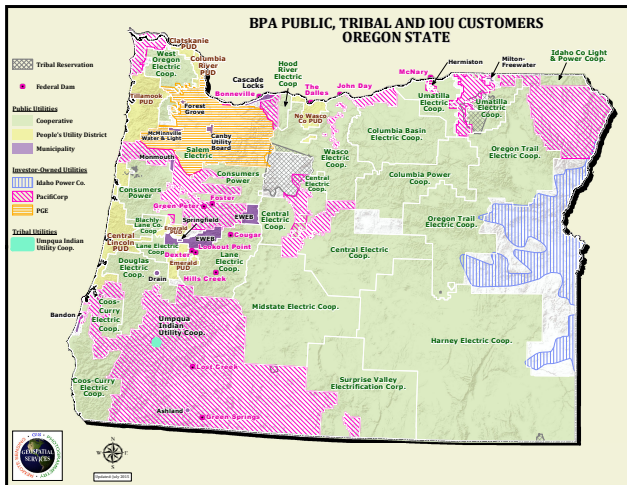 BPA PUBLIC, TRIBAL AND IOU CUSTOMERS
OREGON STATE
Tribal Reservation
Federal Dam
Public Utilities
Cooperative
People's Utility District
Municipality
Investor-Owned Utilities
Idaho Power Co.
PacifiCorp
PGE
Tribal Utilities
Umpqua Indian
Utility Coop.
Clatskanie
PUD
West
Oregon
Electric
Coop.
Columbia
River
PUD
Hood
River
Electric
Coop
Cascade
Locks
Bonneville
The
Dalles
John Day
McNary
Hermiston
Milton-
Freewater
Idaho Co Light
& Power Coop.
Tillamook
PUD
Forest
Grove
McMinnville
Water & Light
Canby
Utility
Board
Salem
Electric
Monmouth
No Wasco
Co PUD
Wasco
Electric
Coop.
Umatilla
Electric
Coop.
Umatilla
Electric
Coop.
Columbia Basin
Electric Coop.
Oregon Trail
Electric Coop.
Columbia Power
Coop.
Consumers
Power
Consumers
Power
Central
Electric
Coop.
Foster
Green Peter
Springfield
EWEB
Central
Electric
Coop.
Oregon Trail
Electric
Coop.
Blachly-
Lane Co.
Coop
Emerald
PUD
EWEB
Cougar
Central
Lincoln
PUD
Lane Electric
Coop
Lookout Point
Dexter
Emerald
PUD
Lane
Electric
Coop.
Central Electric
Coop.
Douglas
Electric
Coop.
Drain
Hills Creek
Coos-
Curry
Electric
Coop.
Bandon
Umpqua
Indian
Utility Coop.
Midstate Electric Coop.
Harney Electric Coop.
Lost Creek
Coos-Curry
Electric
Coop.
Surprise Valley
Electrification Corp.
Ashland
Green Springs
GEOSPATIAL
SERVICES
N
E
S
W